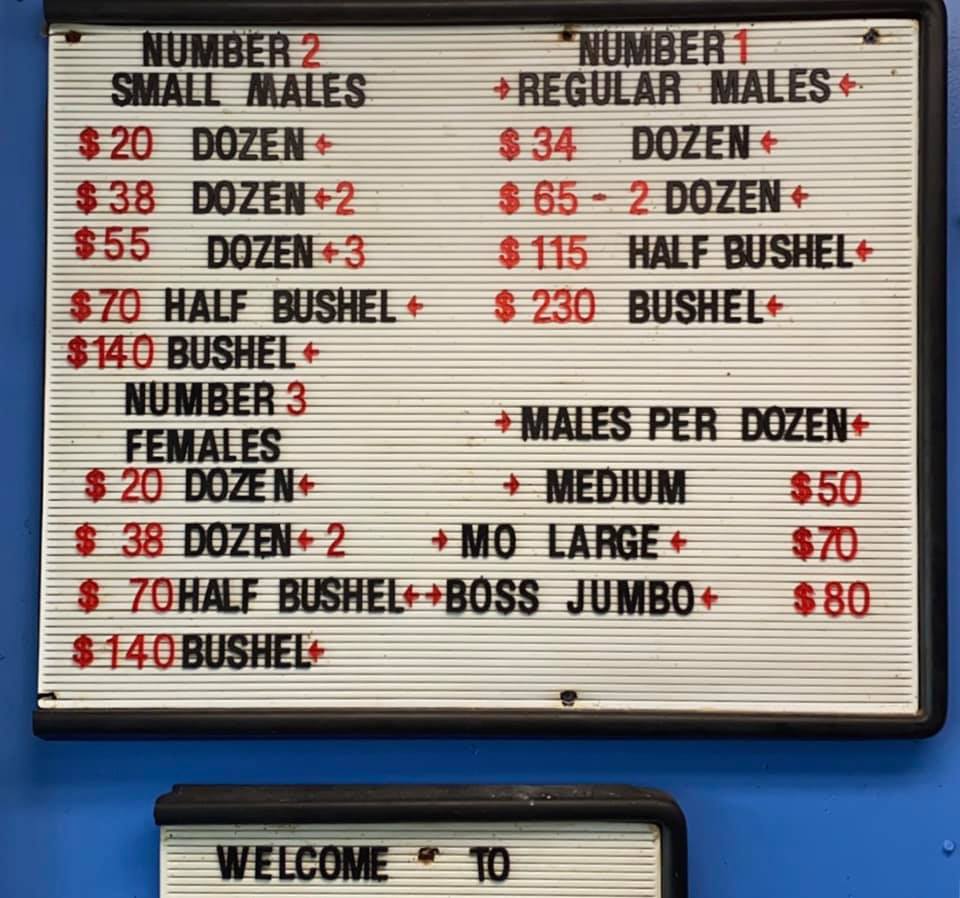 NUMBER 2
SMALL MALES
$20 DOZEN
$38 DOZEN 2
$55 DOZEN 3
$70 HALF BUSHEL
$140 BUSHEL
NUMBER 3
FEMALES
$20 DOZEN
$38 DOZEN 2
$70 HALF BUSHEL
$140 BUSHEL
NUMBER 1
REGULAR MALES
$34 DOZEN
$65 - 2 DOZEN
$115 HALF BUSHEL
$230 BUSHEL
MALES PER DOZEN
MEDIUM $50
MO LARGE $70
BOSS JUMBO $80
WELCOME TO